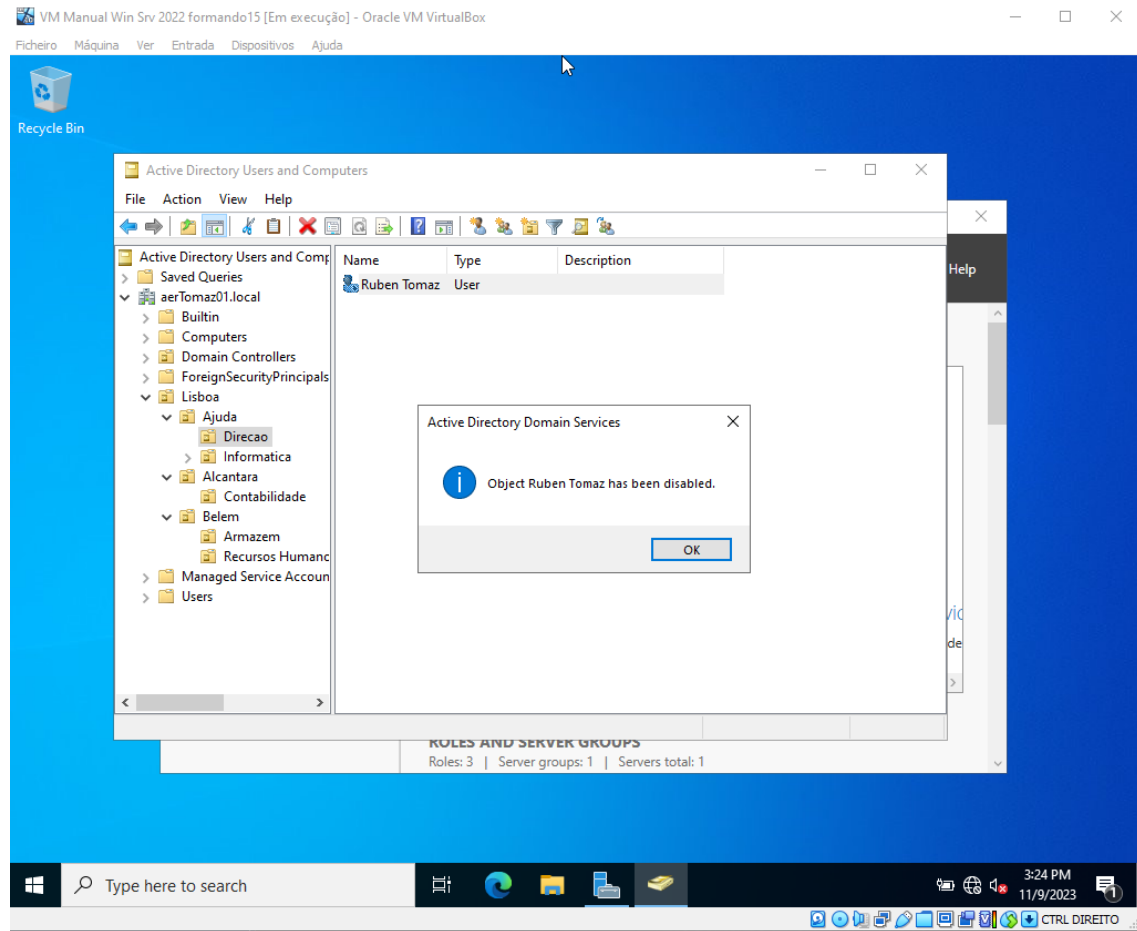 VM Manual Win Srv 2022 formando15 [Em execução] - Oracle VM VirtualBox
Ficheiro Máquina Ver Entrada Dispositivos Ajuda
Recycle Bin
Active Directory Users and Computers
File Action View Help
Active Directory Users and Comp
Saved Queries
aerTomaz01.local
Builtin
Computers
Domain Controllers
ForeignSecurityPrincipals
Lisboa
Ajuda
Direcao
Informatica
Alcantara
Contabilidade
Belem
Armazem
Recursos Humanc
Managed Service Accoun
Users
Name Type Description
Ruben Tomaz User
Help
Active Directory Domain Services
Object Ruben Tomaz has been disabled.
OK
vic
de
ROLES AND SERVER GROUPS
Roles: 3 | Server groups: 1 | Servers total: 1
Type here to search
3:24 PM
11/9/2023
1
CTRL DIREITO